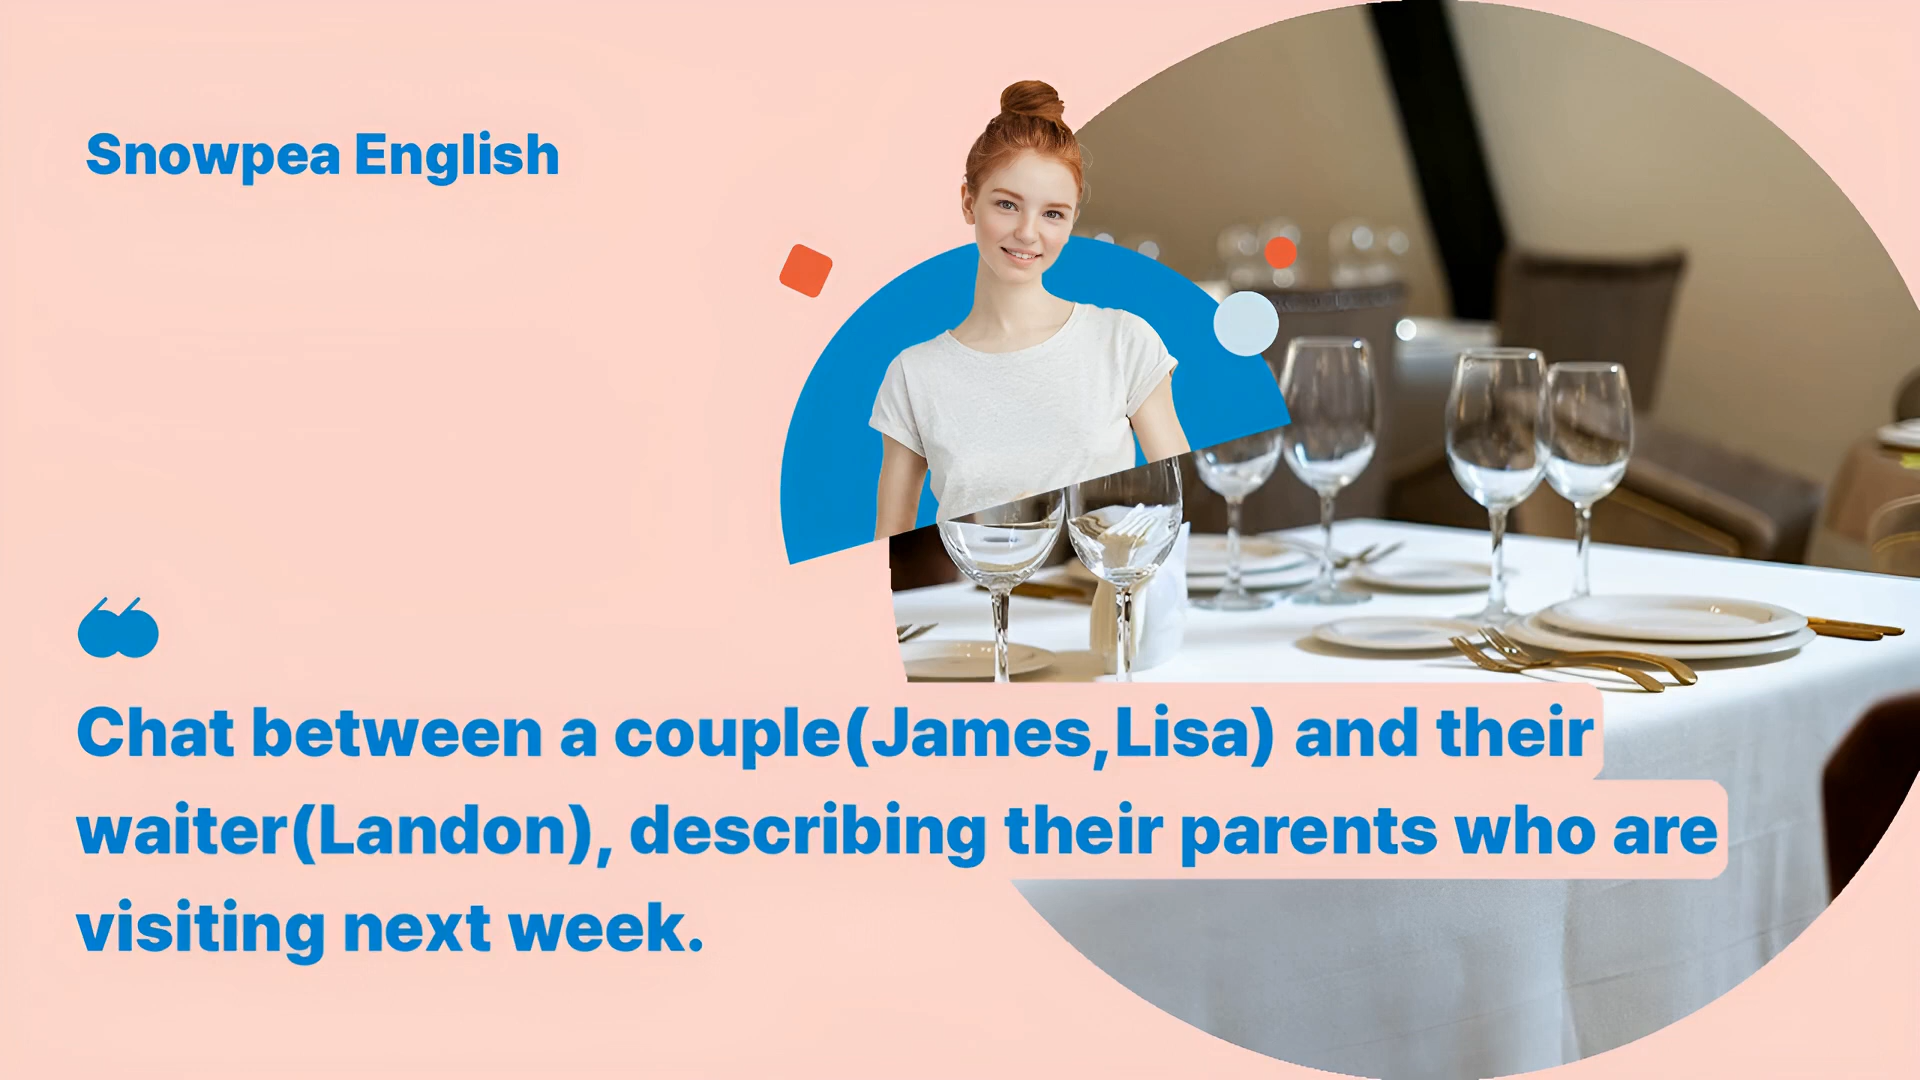 Snowpea English
Chat between a couple(James,Lisa) and their
waiter(Landon), describing their parents who are
visiting next week.